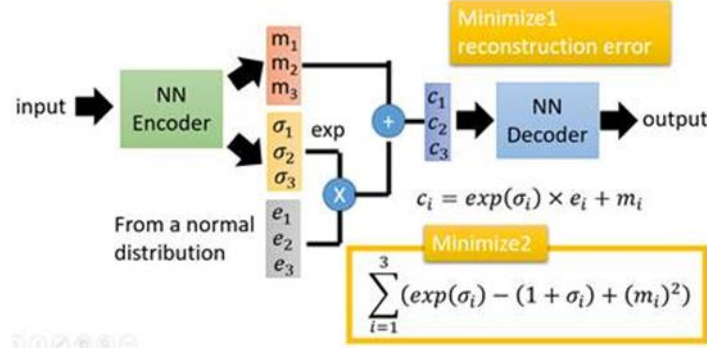 Minimize1
reconstruction error
input
NN
Encoder
m₁
m₂
m₃
σ₁
σ₂
σ₃
exp
From a normal
distribution
e₁
e₂
e₃
X
+
c₁
c₂
c₃
NN
Decoder
output
cᵢ = exp(σᵢ) × eᵢ + mᵢ
Minimize2
3
∑(exp(σᵢ) − (1 + σᵢ) + (mᵢ)²)
i=1